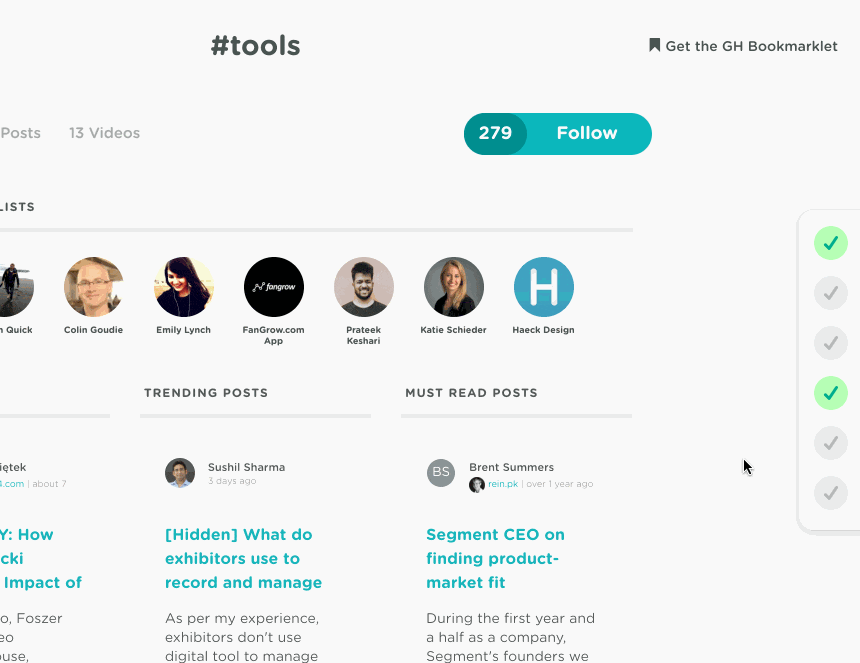 #tools
Get the GH Bookmarklet
Posts 13 Videos
279 Follow
LISTS
Quick
Colin Goudie
Emily Lynch
fangrow
FanGrow.com
App
Prateek
Keshari
Katie Schieder
H
Haeck Design
TRENDING POSTS
MUST READ POSTS
iętek
4.com | about 7
Y: How
cki
Impact of
o, Foszer
eo
ouse,
Sushil Sharma
3 days ago
[Hidden] What do
exhibitors use to
record and manage
As per my experience,
exhibitors don't use
digital tool to manage
BS
Brent Summers
rein.pk | over 1 year ago
Segment CEO on
finding product-
market fit
During the first year and
a half as a company,
Segment's founders we